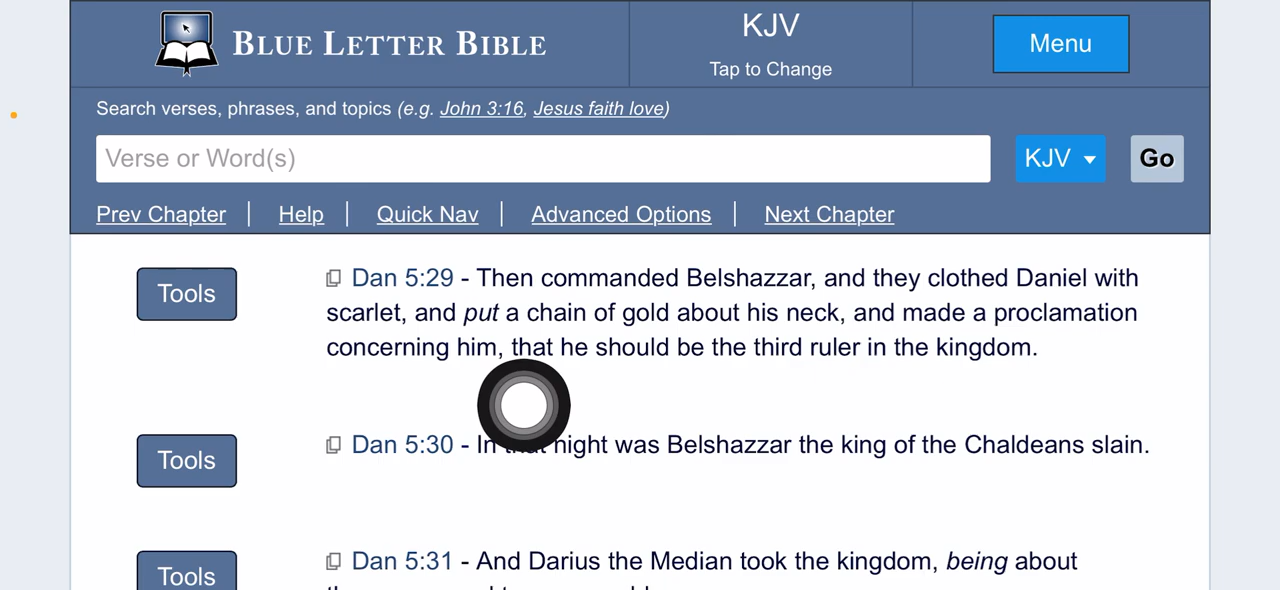 BLUE LETTER BIBLE
KJV
Tap to Change
Menu
Search verses, phrases, and topics (e.g. John 3:16, Jesus faith love)
Verse or Word(s)
KJV
Go
Prev Chapter | Help | Quick Nav | Advanced Options | Next Chapter
Tools
Dan 5:29 - Then commanded Belshazzar, and they clothed Daniel with
scarlet, and put a chain of gold about his neck, and made a proclamation
concerning him, that he should be the third ruler in the kingdom.
Tools
Dan 5:30 - In that night was Belshazzar the king of the Chaldeans slain.
Tools
Dan 5:31 - And Darius the Median took the kingdom, being about